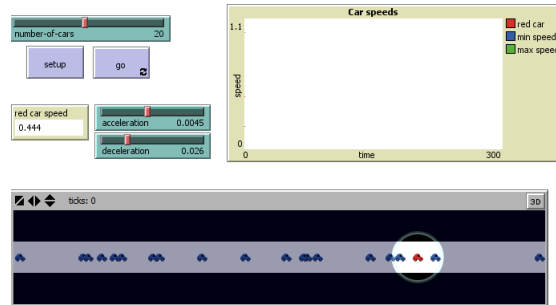 number-of-cars 20
setup
go
red car speed
0.444
acceleration 0.0045
deceleration 0.026
Car speeds
1.1
speed
0
0
time
300
red car
min speed
max speed
ticks: 0
3D